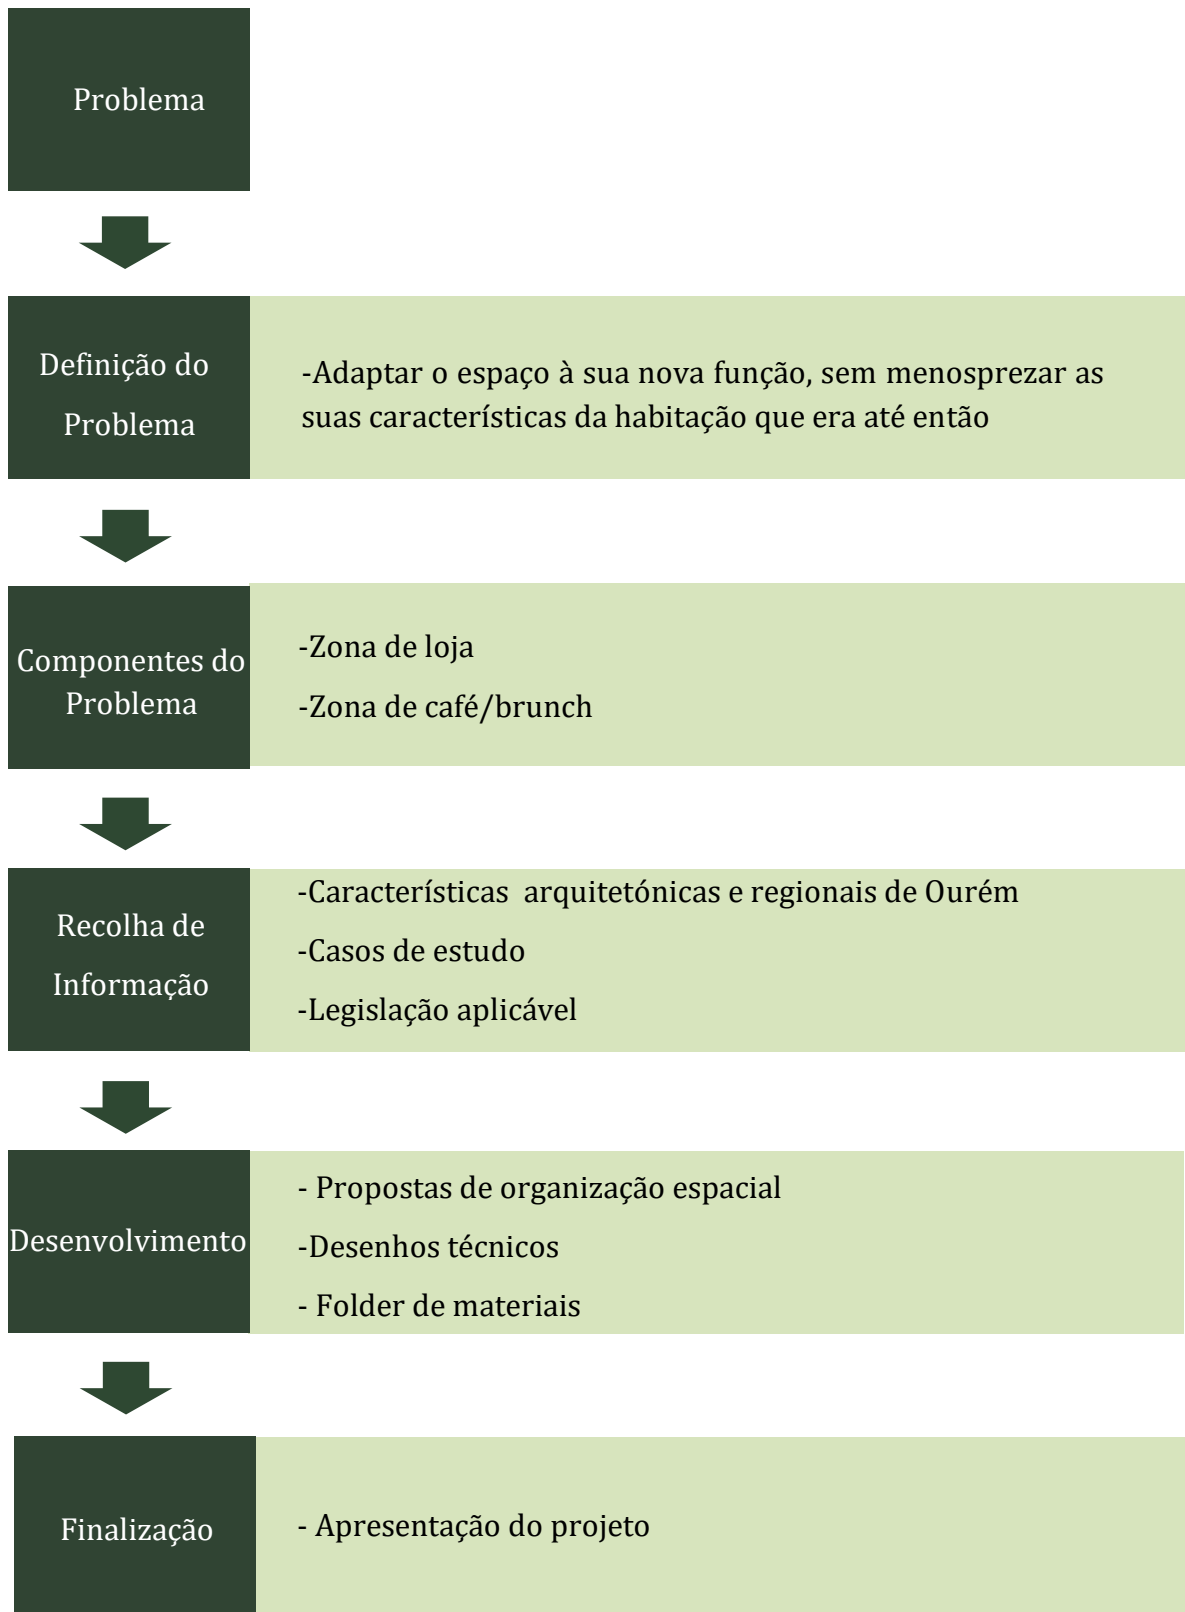 Problema
Definição do
Problema
-Adaptar o espaço à sua nova função, sem menosprezar as
suas características da habitação que era até então
Componentes do
Problema
-Zona de loja
-Zona de café/brunch
Recolha de
Informação
-Características  arquitetónicas e regionais de Ourém
-Casos de estudo
-Legislação aplicável
Desenvolvimento
- Propostas de organização espacial
-Desenhos técnicos
- Folder de materiais
Finalização
- Apresentação do projeto